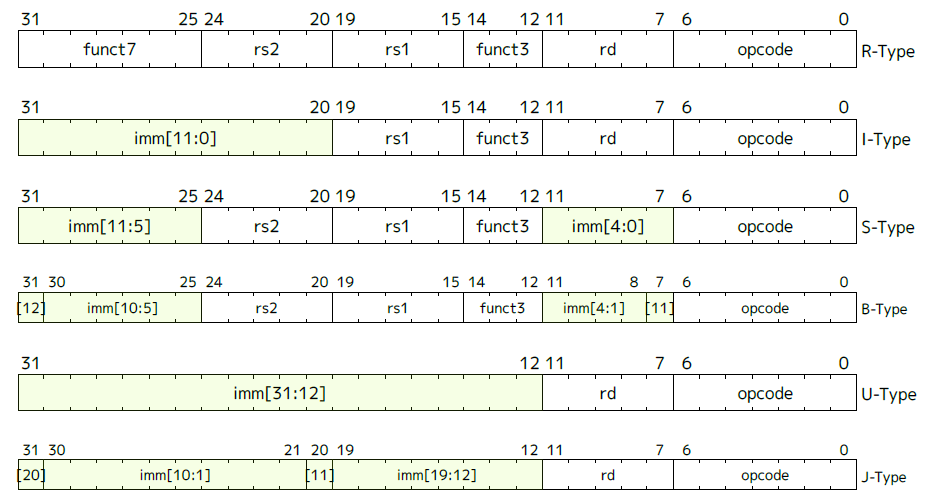 31 25 24 20 19 15 14 12 11 7 6 0
funct7 rs2 rs1 funct3 rd opcode R-Type
31 20 19 15 14 12 11 7 6 0
imm[11:0] rs1 funct3 rd opcode I-Type
31 25 24 20 19 15 14 12 11 7 6 0
imm[11:5] rs2 rs1 funct3 imm[4:0] opcode S-Type
31 30 25 24 20 19 15 14 12 11 8 7 6 0
[12] imm[10:5] rs2 rs1 funct3 imm[4:1] [11] opcode B-Type
31 12 11 7 6 0
imm[31:12] rd opcode U-Type
31 30 21 20 19 12 11 7 6 0
[20] imm[10:1] [11] imm[19:12] rd opcode J-Type